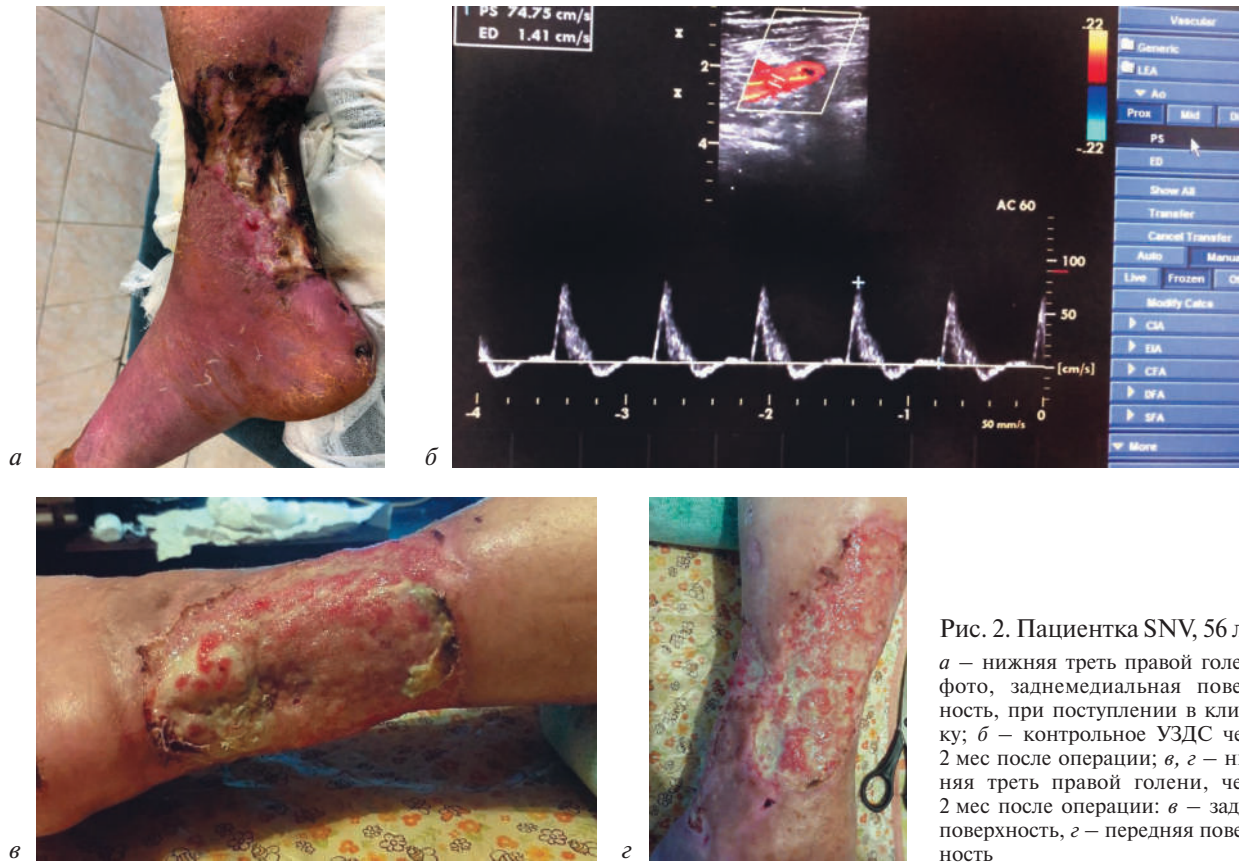 PS 74.75 cm/s
ED 1.41 cm/s
2
4
.22
-.22
AC 60
100
50
[cm/s]
-4 -3 -2 -1 0
50 mm/s
Vascular
Generic
LEA
Ao
Prox Mid
PS
ED
Show All
Transfer
Cancel Transfer
Auto
Live Frozen
Modify Calcs
CIA
EIA
CFA
DFA
SFA
More
а
б
в
г
Рис. 2. Пациентка SNV, 56 л
а — нижняя треть правой голе
фото, заднемедиальная пове
ность, при поступлении в кли
ку; б — контрольное УЗДС че
2 мес после операции; в, г — ни
няя треть правой голени, че
2 мес после операции: в — зад
поверхность, г — передняя пове
ность